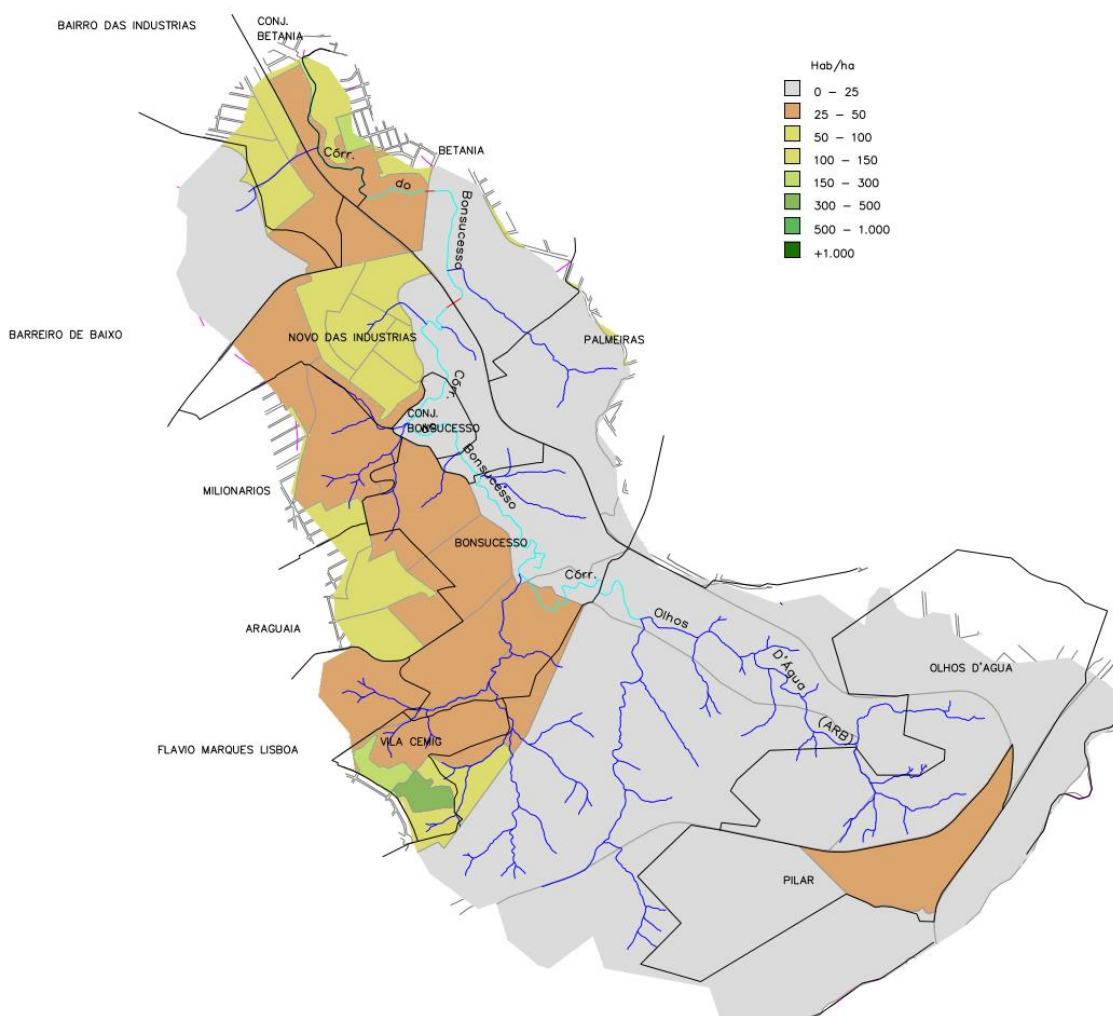 BAIRRO DAS INDUSTRIAS
CONJ.
BETANIA
Hab/ha
0 – 25
25 – 50
50 – 100
100 – 150
150 – 300
300 – 500
500 – 1.000
+1.000
BETANIA
Córr.
do
Bonsucesso
BARREIRO DE BAIXO
NOVO DAS INDUSTRIAS
PALMEIRAS
Córr.
CONJ.
BONSUCESSO
do
Bonsucesso
MILIONARIOS
BONSUCESSO
Córr.
Olhos
D'Água
(ARB)
ARAGUAIA
OLHOS D'AGUA
FLAVIO MARQUES LISBOA
VILA CEMIG
PILAR